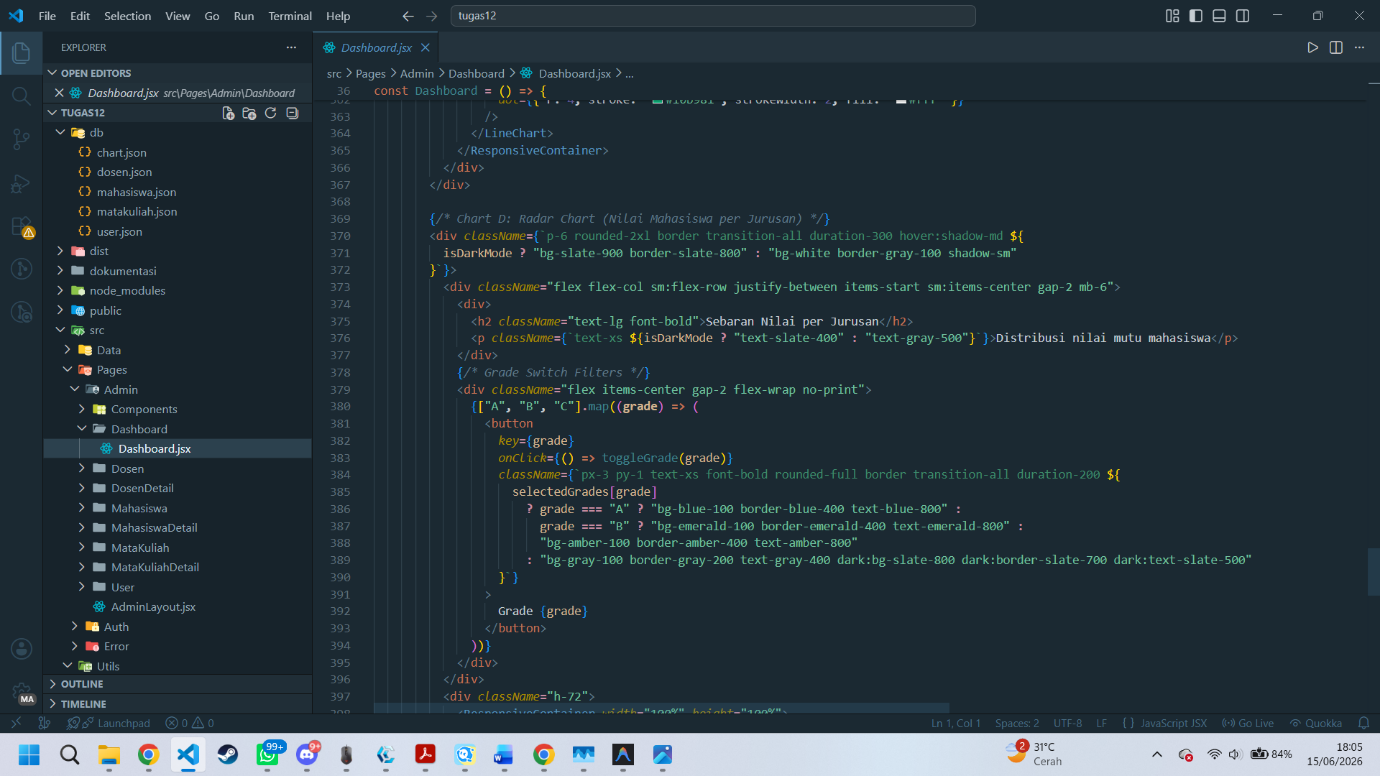 File Edit Selection View Go Run Terminal Help
tugas12
EXPLORER
OPEN EDITORS
Dashboard.jsx src\Pages\Admin\Dashboard
TUGAS12
db
chart.json
dosen.json
mahasiswa.json
matakuliah.json
user.json
dist
dokumentasi
node_modules
public
src
Data
Pages
Admin
Components
Dashboard
Dashboard.jsx
Dosen
DosenDetail
Mahasiswa
MahasiswaDetail
MataKuliah
MataKuliahDetail
User
AdminLayout.jsx
Auth
Error
Utils
OUTLINE
TIMELINE
Dashboard.jsx
src > Pages > Admin > Dashboard > Dashboard.jsx > ...
36 const Dashboard = () => {
363 />
364 </LineChart>
365 </ResponsiveContainer>
366 </div>
367 </div>
368
369 {/* Chart D: Radar Chart (Nilai Mahasiswa per Jurusan) */}
370 <div className={`p-6 rounded-2xl border transition-all duration-300 hover:shadow-md ${
371 isDarkMode ? "bg-slate-900 border-slate-800" : "bg-white border-gray-100 shadow-sm"
372 }`}>
373 <div className="flex flex-col sm:flex-row justify-between items-start sm:items-center gap-2 mb-6">
374 <div>
375 <h2 className="text-lg font-bold">Sebaran Nilai per Jurusan</h2>
376 <p className={`text-xs ${isDarkMode ? "text-slate-400" : "text-gray-500"}`}>Distribusi nilai mutu mahasiswa</p>
377 </div>
378 {/* Grade Switch Filters */}
379 <div className="flex items-center gap-2 flex-wrap no-print">
380 {["A", "B", "C"].map((grade) => (
381 <button
382 key={grade}
383 onClick={() => toggleGrade(grade)}
384 className={`px-3 py-1 text-xs font-bold rounded-full border transition-all duration-200 ${
385 selectedGrades[grade]
386 ? grade === "A" ? "bg-blue-100 border-blue-400 text-blue-800" :
387 grade === "B" ? "bg-emerald-100 border-emerald-400 text-emerald-800" :
388 "bg-amber-100 border-amber-400 text-amber-800"
389 : "bg-gray-100 border-gray-200 text-gray-400 dark:bg-slate-800 dark:border-slate-700 dark:text-slate-500"
390 }`}
391 >
392 Grade {grade}
393 </button>
394 ))}
395 </div>
396 </div>
397 <div className="h-72">
MA
Launchpad 0 0
Ln 1, Col 1 Spaces: 2 UTF-8 LF { } JavaScript JSX Go Live Quokka
99+
9+
2
31°C
Cerah
84%
18:05
15/06/2026